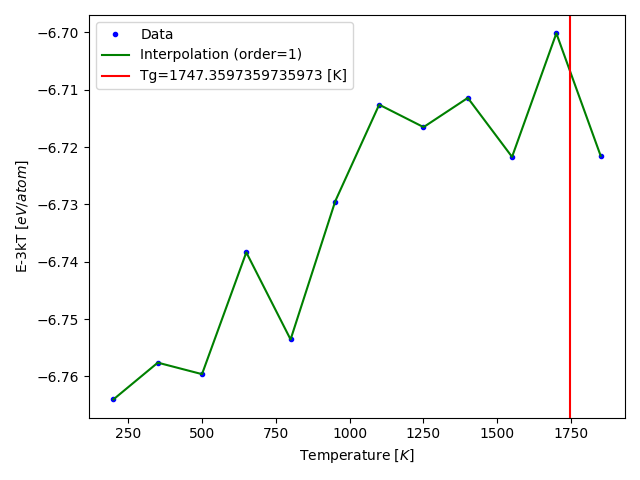 Data
Interpolation (order=1)
Tg=1747.3597359735973 [K]
E-3kT [eV/atom]
−6.70
−6.71
−6.72
−6.73
−6.74
−6.75
−6.76
250 500 750 1000 1250 1500 1750
Temperature [K]